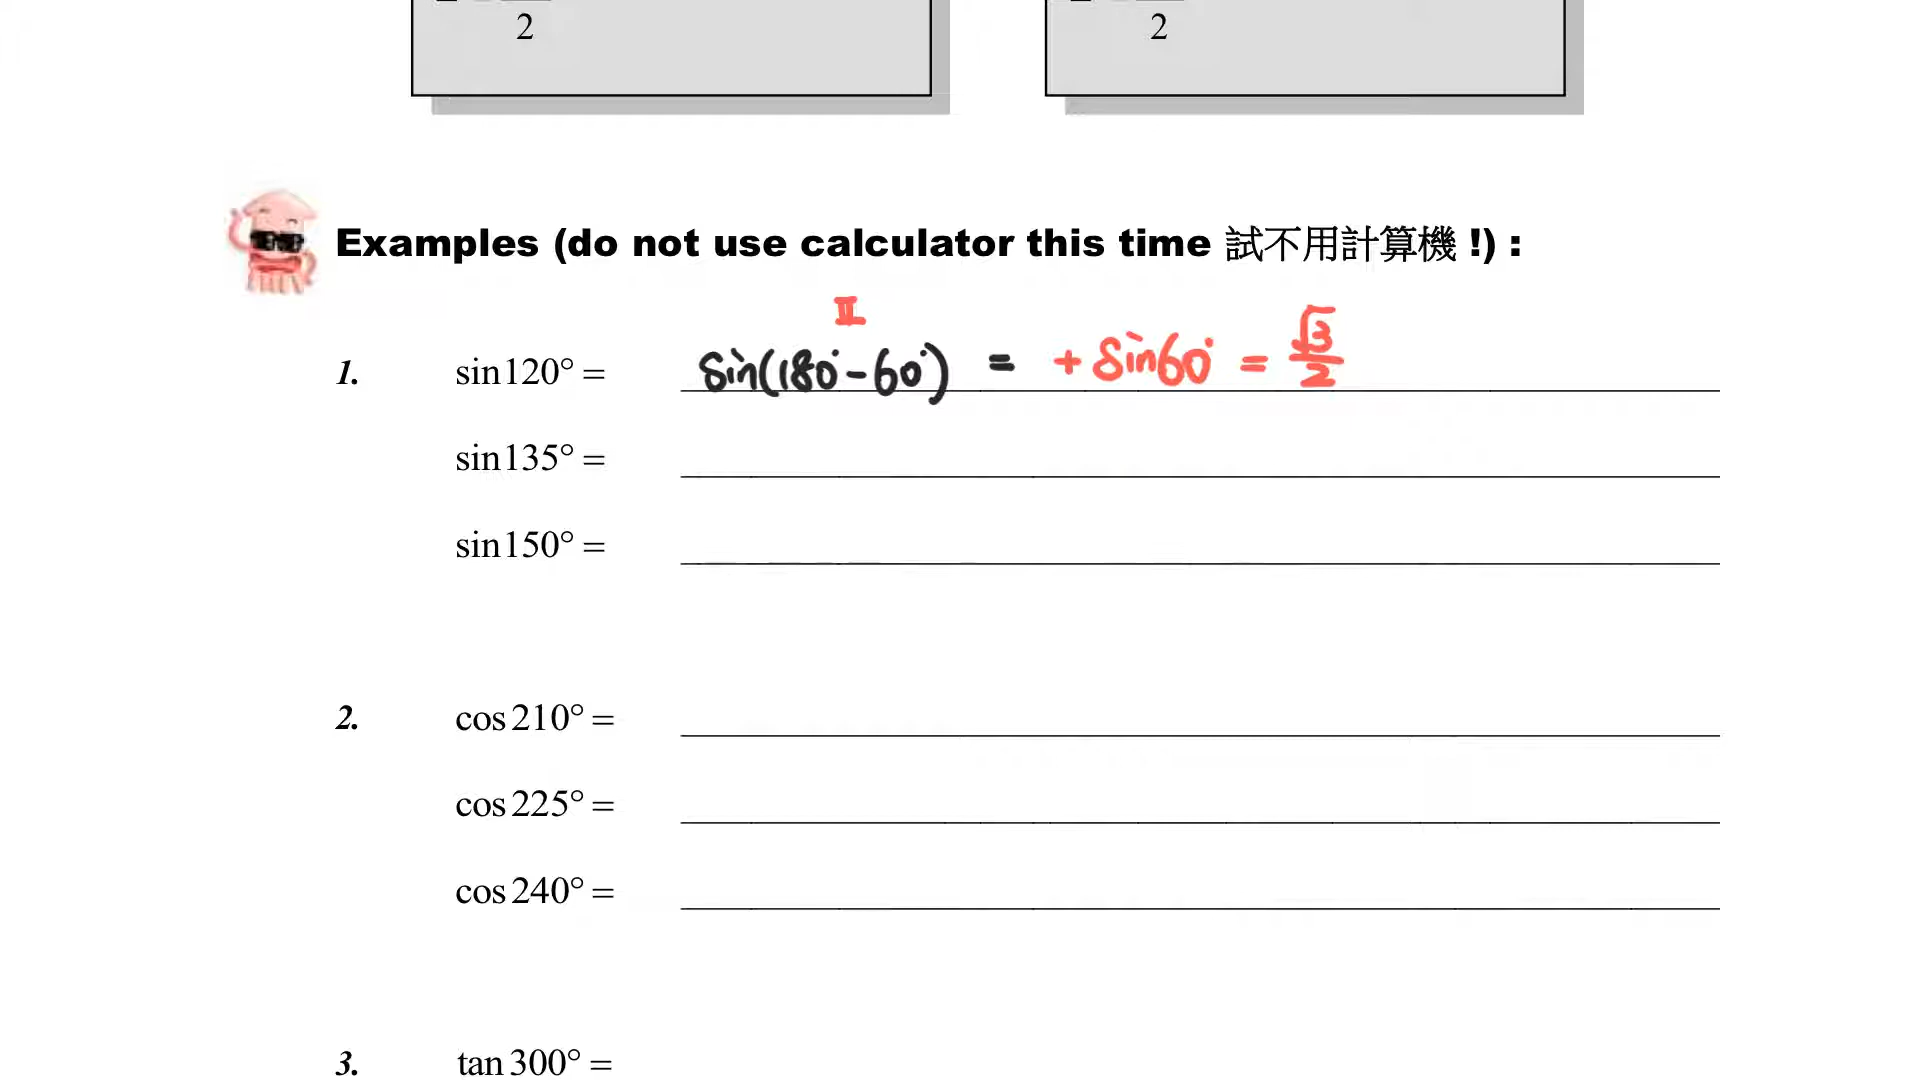 2 2
Examples (do not use calculator this time 試不用計算機 !) :
II
1. sin120° = sin(180°-60°) = + sin60° = √3/2
sin135° =
sin150° =
2. cos210° =
cos225° =
cos240° =
3. tan300° =